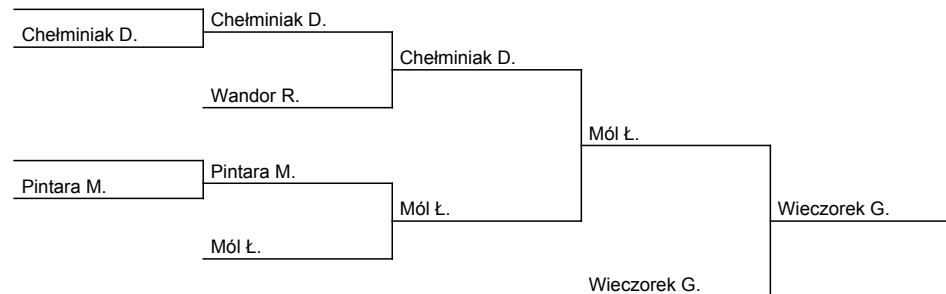 Chełminiak D.
Chełminiak D.
Chełminiak D.
Wandor R.
Mól Ł.
Pintara M.
Pintara M.
Mól Ł.
Wieczorek G.
Mól Ł.
Wieczorek G.